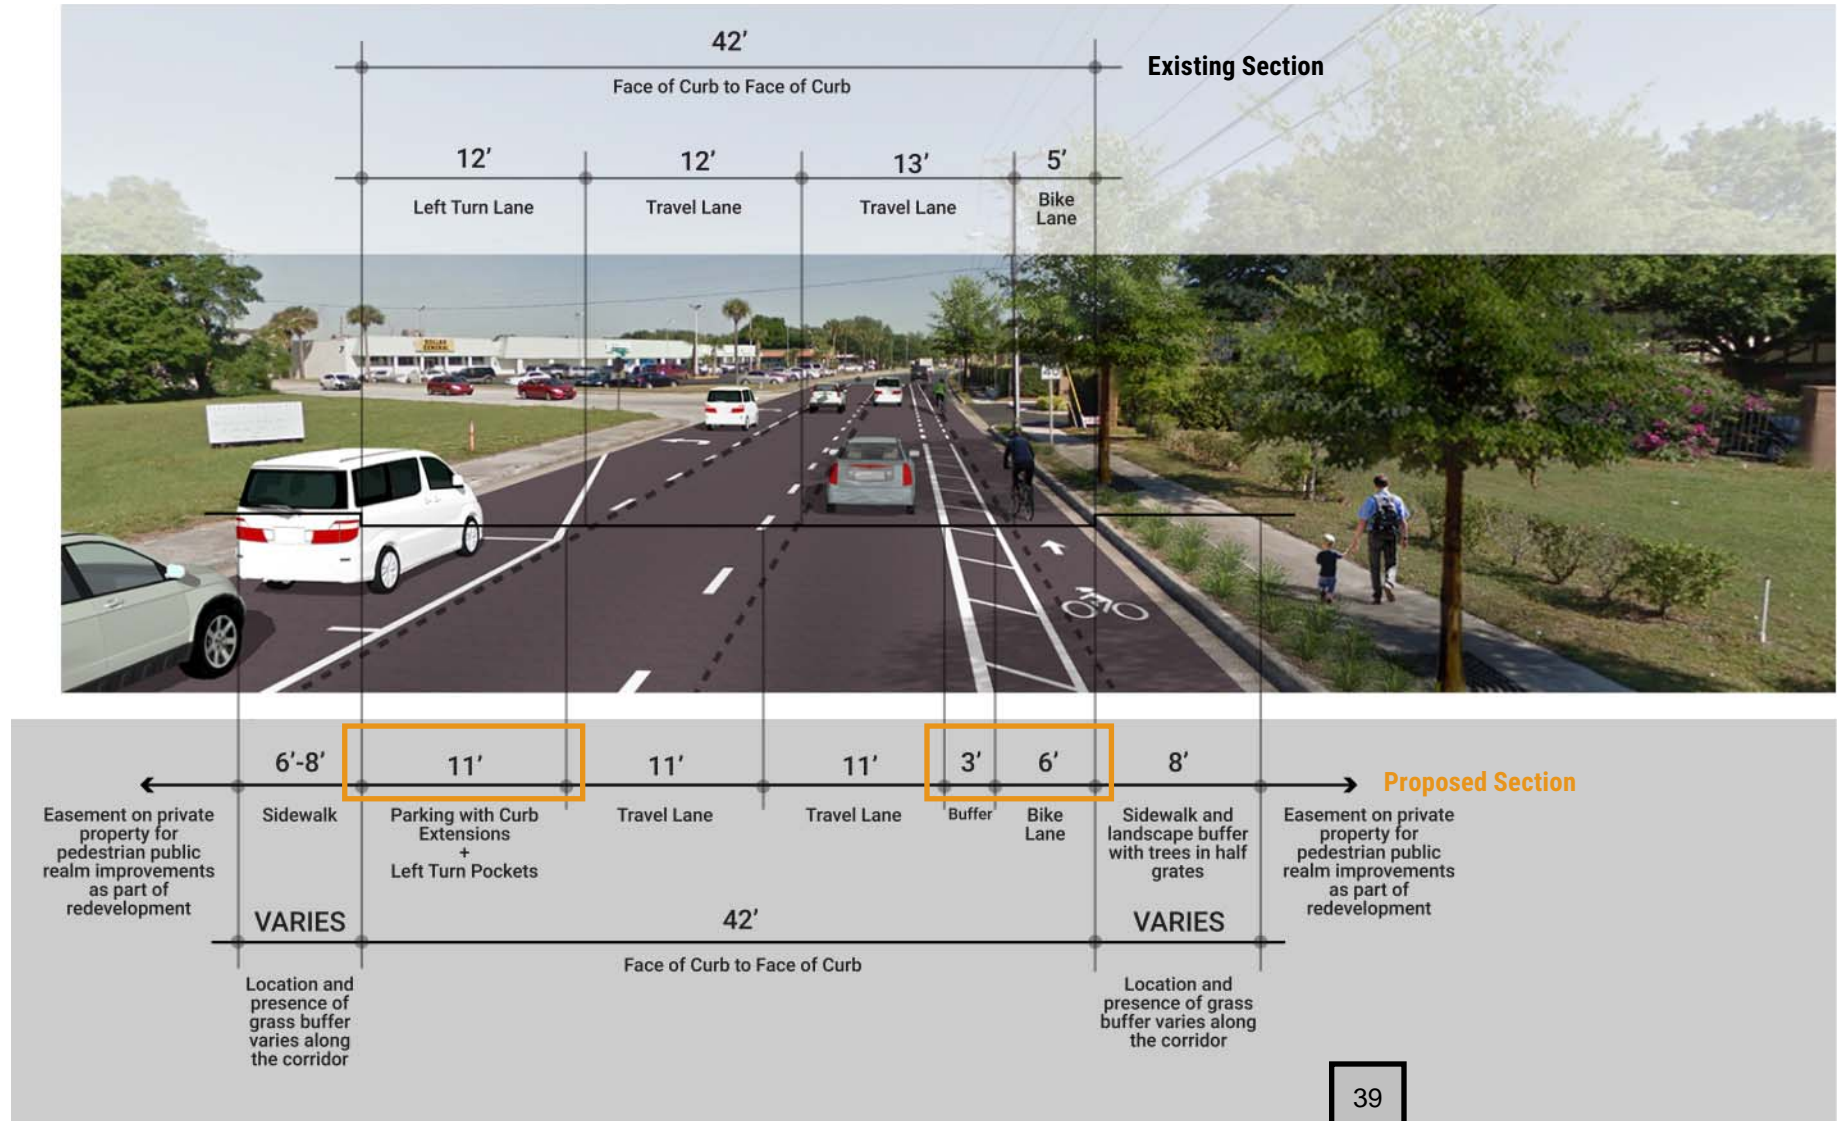 42’
Existing Section
Face of Curb to Face of Curb
12’ 12’ 13’ 5’
Left Turn Lane Travel Lane Travel Lane Bike
Lane
DOLLAR
GENERAL
6’-8’ 11’ 11’ 11’ 3’ 6’ 8’
Proposed Section
Easement on private
property for
pedestrian public
realm improvements
as part of
redevelopment
Sidewalk
Parking with Curb
Extensions
+
Left Turn Pockets
Travel Lane
Travel Lane
Buffer
Bike
Lane
Sidewalk and
landscape buffer
with trees in half
grates
Easement on private
property for
pedestrian public
realm improvements
as part of
redevelopment
VARIES 42’ VARIES
Face of Curb to Face of Curb
Location and
presence of
grass buffer
varies along
the corridor
Location and
presence of grass
buffer varies along
the corridor
39